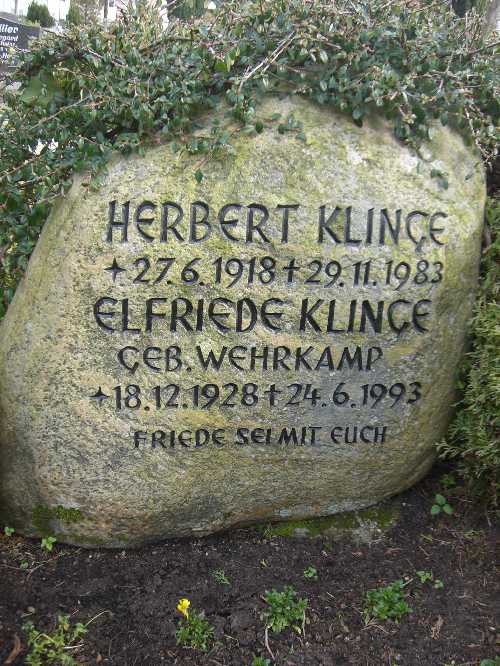 HERBERT KLINGE
✦27.6.1918✝29.11.1983
ELFRIEDE KLINGE
GEB. WEHRKAMP
✦18.12.1928✝24.6.1993
FRIEDE SEI MIT EUCH